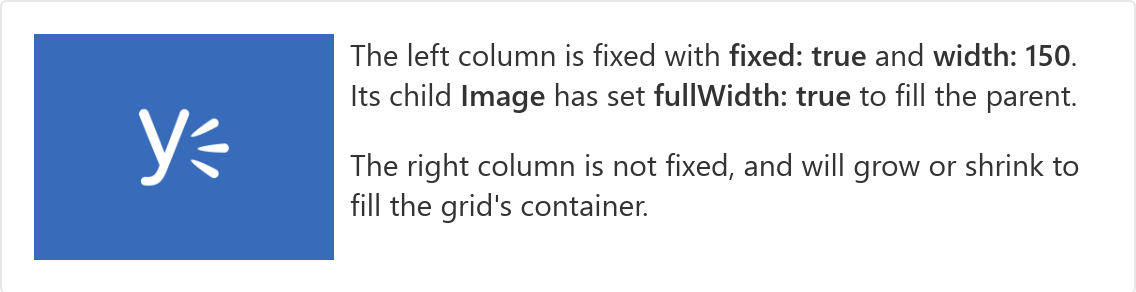 The left column is fixed with fixed: true and width: 150.
Its child Image has set fullWidth: true to fill the parent.
The right column is not fixed, and will grow or shrink to
fill the grid's container.